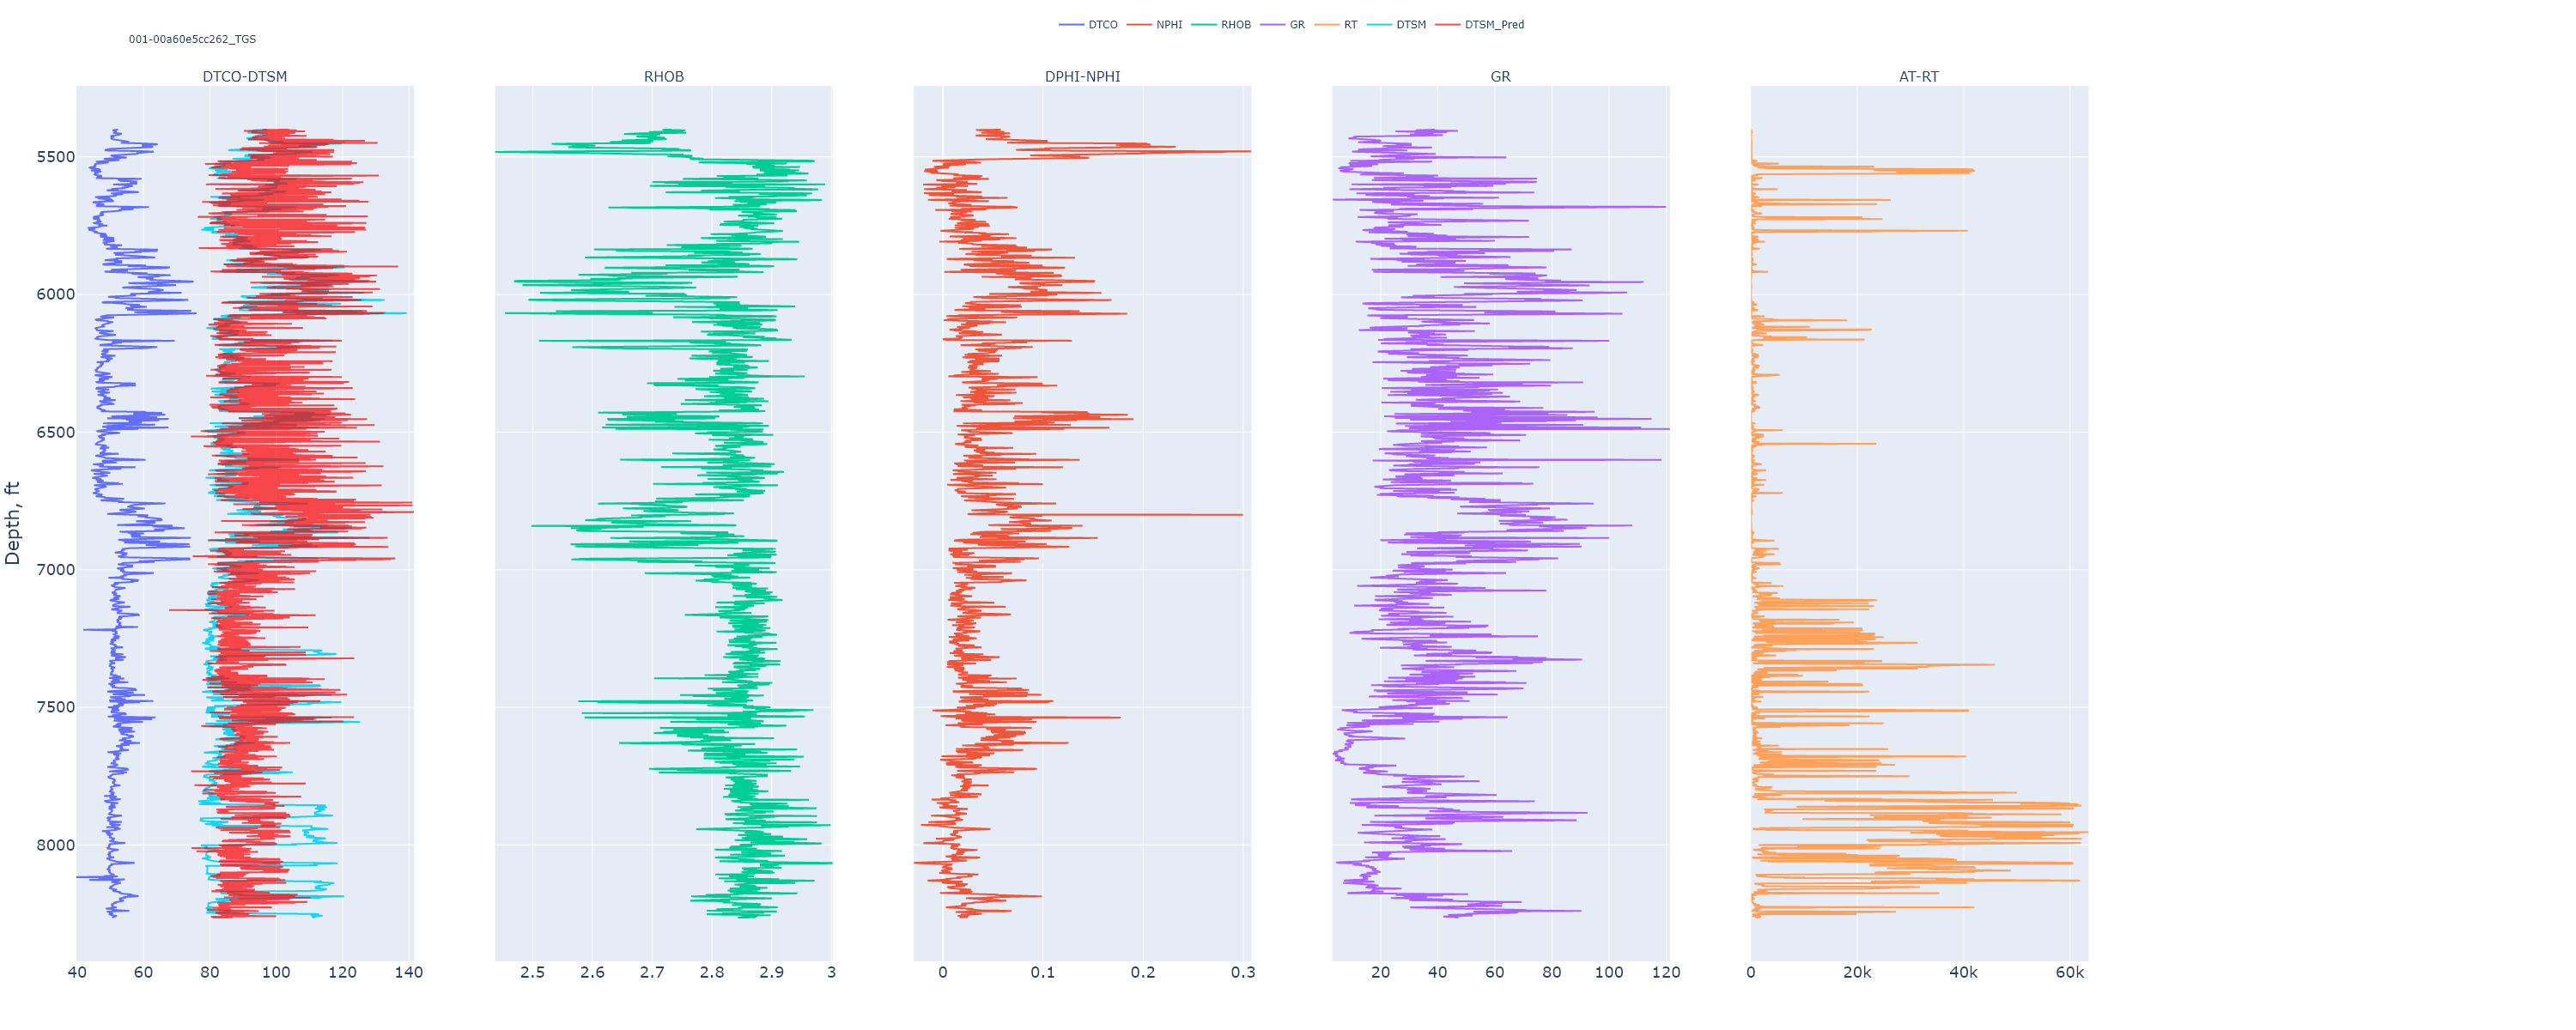 DTCO NPHI RHOB GR RT DTSM DTSM_Pred
001-00a60e5cc262_TGS
DTCO-DTSM RHOB DPHI-NPHI GR AT-RT
Depth, ft
5500
6000
6500
7000
7500
8000
40 60 80 100 120 140 2.5 2.6 2.7 2.8 2.9 3 0 0.1 0.2 0.3 20 40 60 80 100 120 0 20k 40k 60k